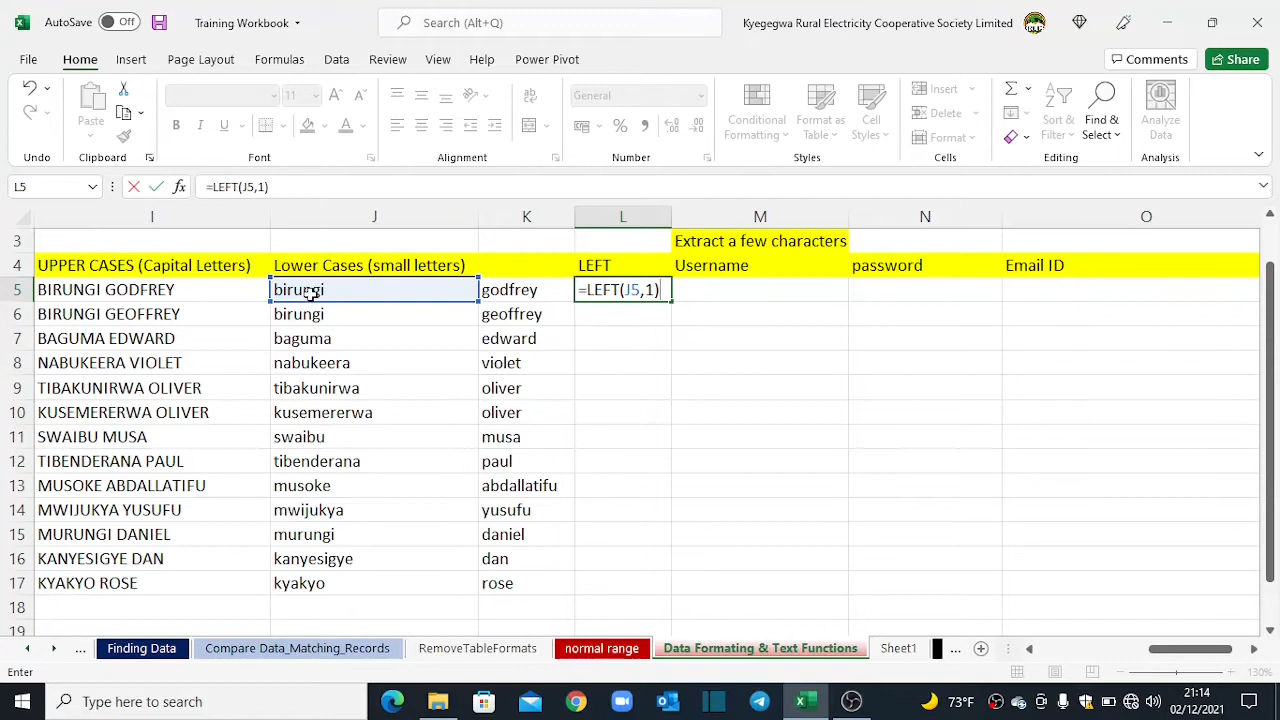 AutoSave Off Training Workbook Search (Alt+Q) Kyegegwa Rural Electricity Cooperative Society Limited
File Home Insert Page Layout Formulas Data Review View Help Power Pivot Comments Share
11 General
Paste B I U Conditional Formatting Format as Table Cell Styles Insert Delete Format Sort & Filter Find & Select Analyze Data
Undo Clipboard Font Alignment Number Styles Cells Editing Analysis
L5 fx =LEFT(J5,1)
I J K L M N O
3 Extract a few characters
4 UPPER CASES (Capital Letters) Lower Cases (small letters) LEFT Username password Email ID
5 BIRUNGI GODFREY birungi godfrey =LEFT(J5,1)
6 BIRUNGI GEOFFREY birungi geoffrey
7 BAGUMA EDWARD baguma edward
8 NABUKEERA VIOLET nabukeera violet
9 TIBAKUNIRWA OLIVER tibakunirwa oliver
10 KUSEMERERWA OLIVER kusemererwa oliver
11 SWAIBU MUSA swaibu musa
12 TIBENDERANA PAUL tibenderana paul
13 MUSOKE ABDALLATIFU musoke abdallatifu
14 MWIJUKYA YUSUFU mwijukya yusufu
15 MURUNGI DANIEL murungi daniel
16 KANYESIGYE DAN kanyesigye dan
17 KYAKYO ROSE kyakyo rose
18
19
... Finding Data Compare Data_Matching_Records RemoveTableFormats normal range Data Formating & Text Functions Sheet1 ...
Enter 130%
Type here to search 73°F 21:14
02/12/2021